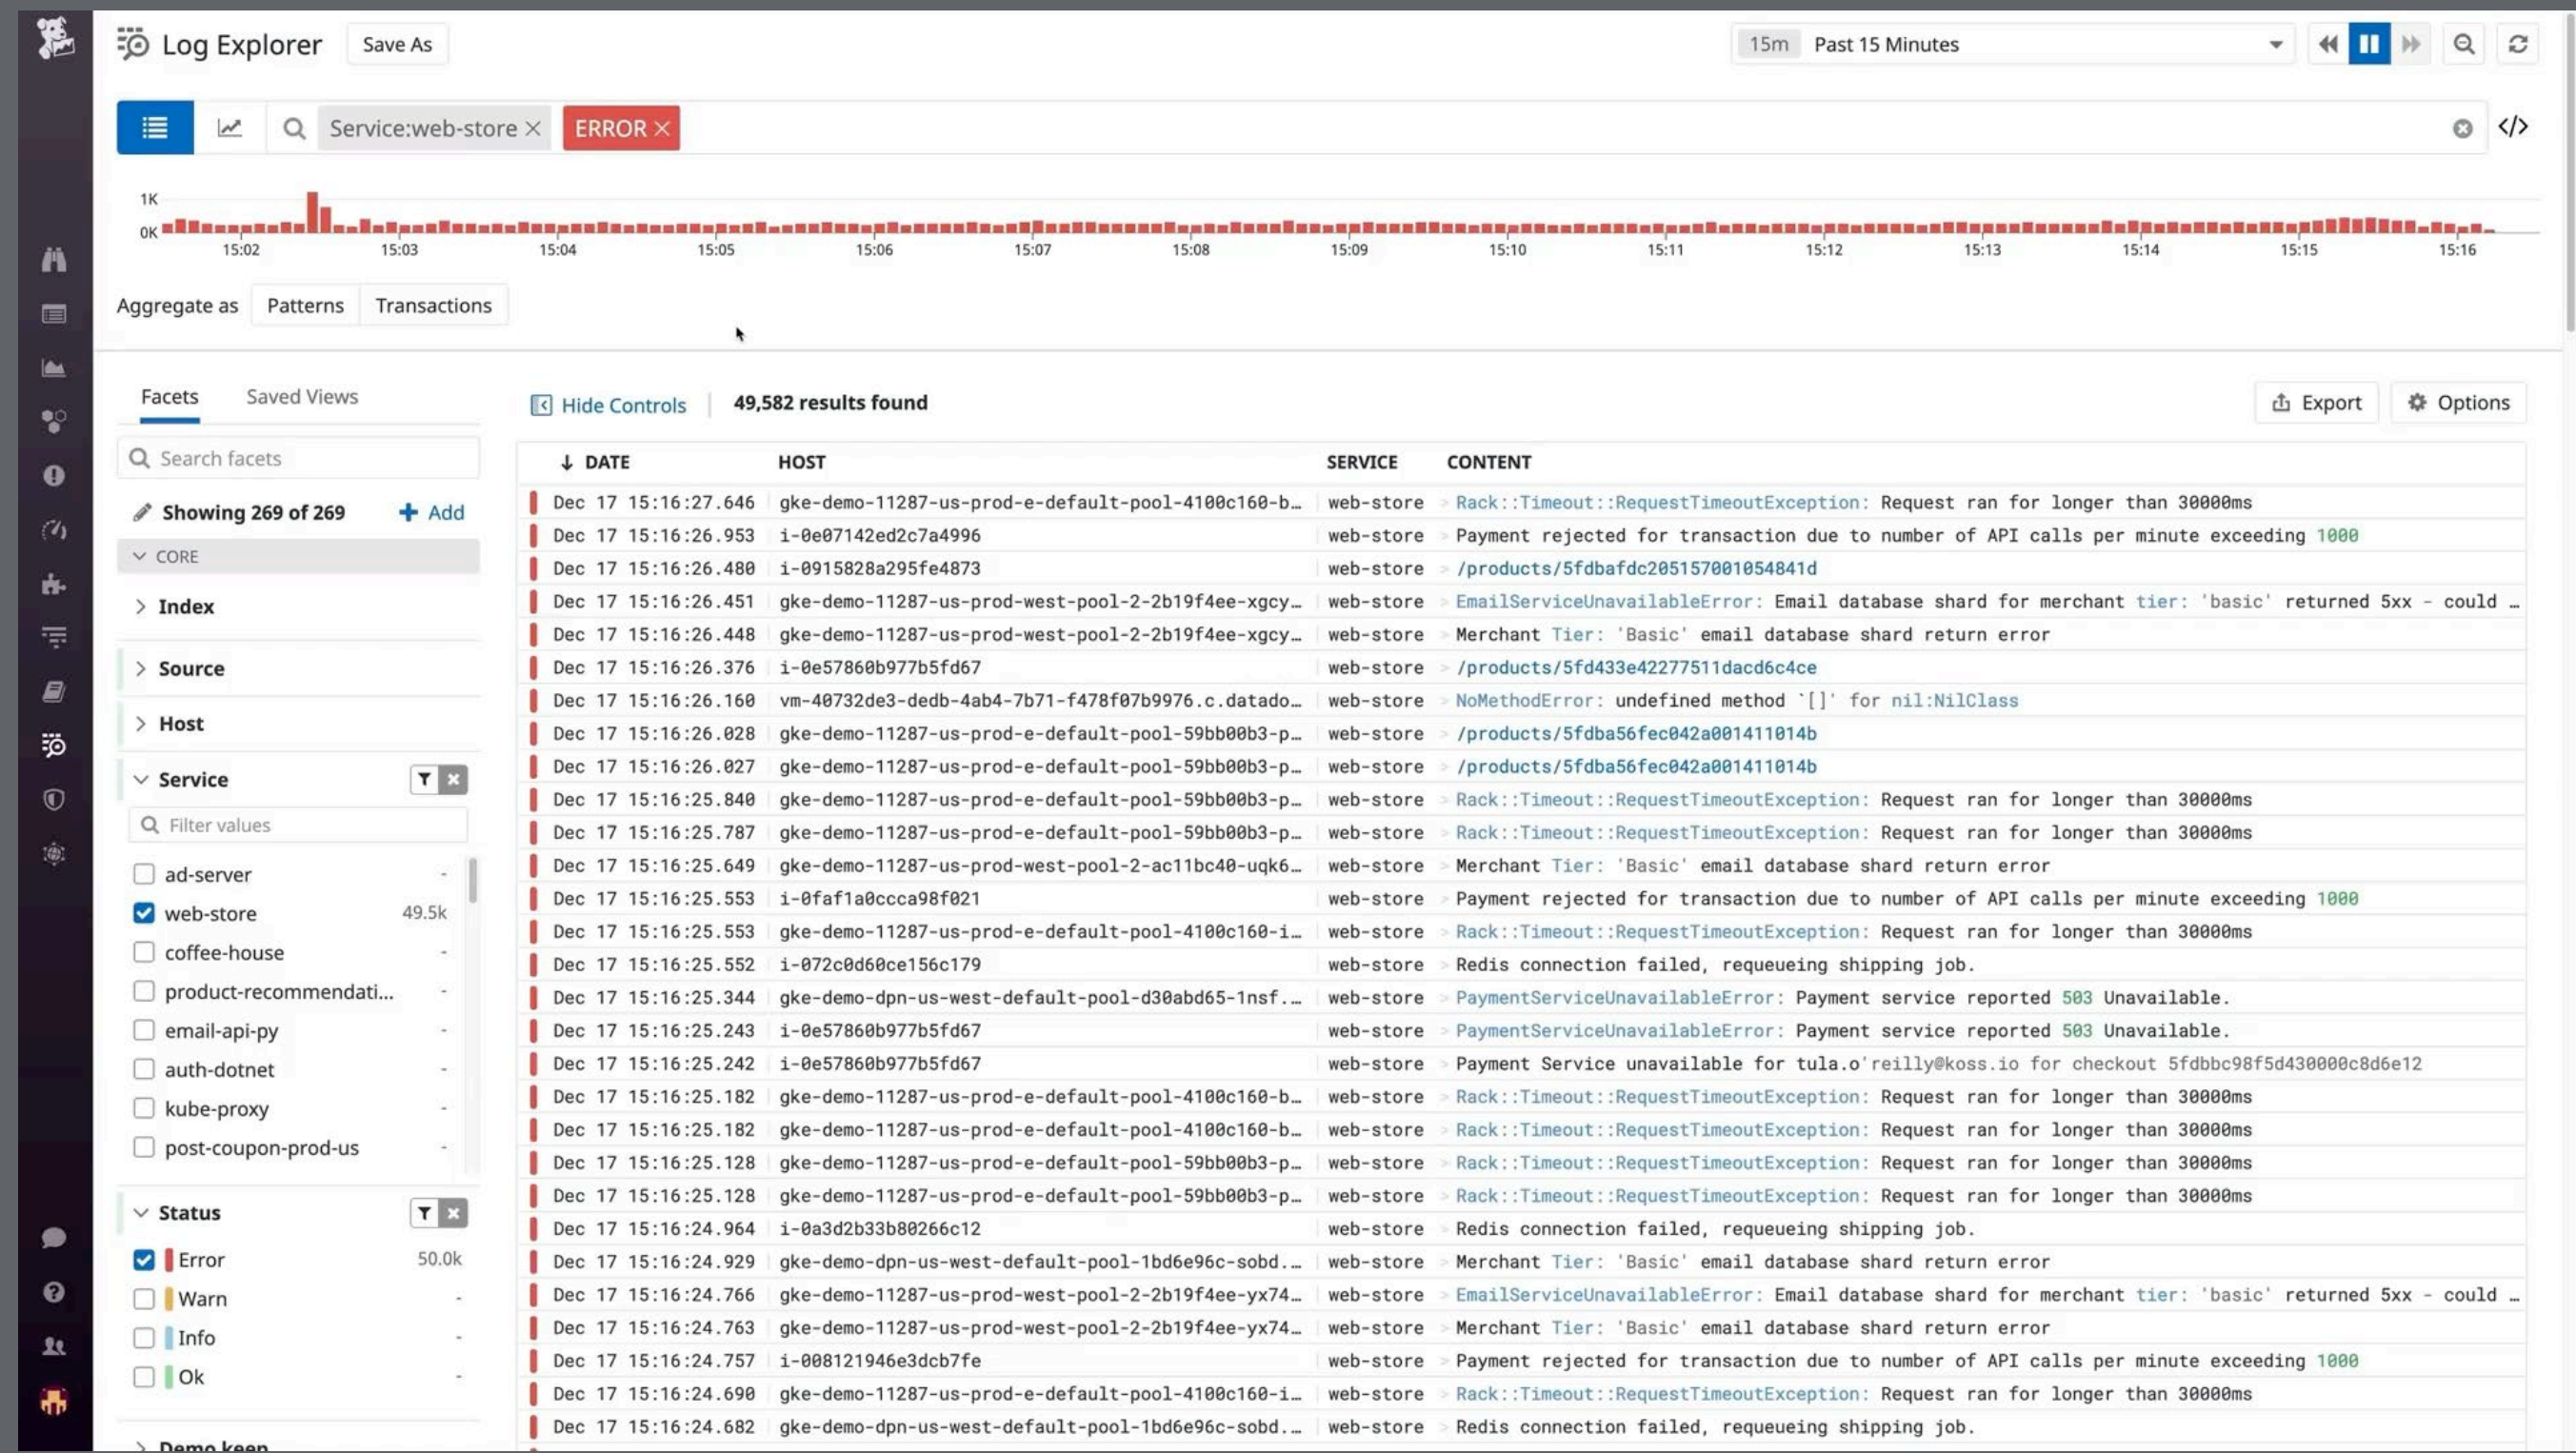 Log Explorer Save As 15m Past 15 Minutes
Service:web-store ERROR </>
1K
0K
15:02 15:03 15:04 15:05 15:06 15:07 15:08 15:09 15:10 15:11 15:12 15:13 15:14 15:15 15:16
Aggregate as Patterns Transactions
Facets Saved Views
Search facets
Showing 269 of 269 Add
CORE
Index
Source
Host
Service
Filter values
ad-server -
web-store 49.5k
coffee-house -
product-recommendati... -
email-api-py -
auth-dotnet -
kube-proxy -
post-coupon-prod-us -
Status
Error 50.0k
Warn -
Info -
Ok -
Demo keep
Hide Controls 49,582 results found Export Options
DATE HOST SERVICE CONTENT
Dec 17 15:16:27.646 gke-demo-11287-us-prod-e-default-pool-4100c160-b… web-store Rack::Timeout::RequestTimeoutException: Request ran for longer than 30000ms
Dec 17 15:16:26.953 i-0e07142ed2c7a4996 web-store Payment rejected for transaction due to number of API calls per minute exceeding 1000
Dec 17 15:16:26.480 i-0915828a295fe4873 web-store /products/5fdbafdc205157001054841d
Dec 17 15:16:26.451 gke-demo-11287-us-prod-west-pool-2-2b19f4ee-xgcy… web-store EmailServiceUnavailableError: Email database shard for merchant tier: 'basic' returned 5xx - could …
Dec 17 15:16:26.448 gke-demo-11287-us-prod-west-pool-2-2b19f4ee-xgcy… web-store Merchant Tier: 'Basic' email database shard return error
Dec 17 15:16:26.376 i-0e57860b977b5fd67 web-store /products/5fd433e42277511dacd6c4ce
Dec 17 15:16:26.160 vm-40732de3-dedb-4ab4-7b71-f478f07b9976.c.datado… web-store NoMethodError: undefined method `[]' for nil:NilClass
Dec 17 15:16:26.028 gke-demo-11287-us-prod-e-default-pool-59bb00b3-p… web-store /products/5fdba56fec042a001411014b
Dec 17 15:16:26.027 gke-demo-11287-us-prod-e-default-pool-59bb00b3-p… web-store /products/5fdba56fec042a001411014b
Dec 17 15:16:25.840 gke-demo-11287-us-prod-e-default-pool-59bb00b3-p… web-store Rack::Timeout::RequestTimeoutException: Request ran for longer than 30000ms
Dec 17 15:16:25.787 gke-demo-11287-us-prod-e-default-pool-59bb00b3-p… web-store Rack::Timeout::RequestTimeoutException: Request ran for longer than 30000ms
Dec 17 15:16:25.649 gke-demo-11287-us-prod-west-pool-2-ac11bc40-uqk6… web-store Merchant Tier: 'Basic' email database shard return error
Dec 17 15:16:25.553 i-0faf1a0ccca98f021 web-store Payment rejected for transaction due to number of API calls per minute exceeding 1000
Dec 17 15:16:25.553 gke-demo-11287-us-prod-e-default-pool-4100c160-i… web-store Rack::Timeout::RequestTimeoutException: Request ran for longer than 30000ms
Dec 17 15:16:25.552 i-072c0d60ce156c179 web-store Redis connection failed, requeueing shipping job.
Dec 17 15:16:25.344 gke-demo-dpn-us-west-default-pool-d30abd65-1nsf.… web-store PaymentServiceUnavailableError: Payment service reported 503 Unavailable.
Dec 17 15:16:25.243 i-0e57860b977b5fd67 web-store PaymentServiceUnavailableError: Payment service reported 503 Unavailable.
Dec 17 15:16:25.242 i-0e57860b977b5fd67 web-store Payment Service unavailable for tula.o'reilly@koss.io for checkout 5fdbbc98f5d430000c8d6e12
Dec 17 15:16:25.182 gke-demo-11287-us-prod-e-default-pool-4100c160-b… web-store Rack::Timeout::RequestTimeoutException: Request ran for longer than 30000ms
Dec 17 15:16:25.182 gke-demo-11287-us-prod-e-default-pool-4100c160-b… web-store Rack::Timeout::RequestTimeoutException: Request ran for longer than 30000ms
Dec 17 15:16:25.128 gke-demo-11287-us-prod-e-default-pool-59bb00b3-p… web-store Rack::Timeout::RequestTimeoutException: Request ran for longer than 30000ms
Dec 17 15:16:25.128 gke-demo-11287-us-prod-e-default-pool-59bb00b3-p… web-store Rack::Timeout::RequestTimeoutException: Request ran for longer than 30000ms
Dec 17 15:16:24.964 i-0a3d2b33b80266c12 web-store Redis connection failed, requeueing shipping job.
Dec 17 15:16:24.929 gke-demo-dpn-us-west-default-pool-1bd6e96c-sobd.… web-store Merchant Tier: 'Basic' email database shard return error
Dec 17 15:16:24.766 gke-demo-11287-us-prod-west-pool-2-2b19f4ee-yx74… web-store EmailServiceUnavailableError: Email database shard for merchant tier: 'basic' returned 5xx - could …
Dec 17 15:16:24.763 gke-demo-11287-us-prod-west-pool-2-2b19f4ee-yx74… web-store Merchant Tier: 'Basic' email database shard return error
Dec 17 15:16:24.757 i-008121946e3dcb7fe web-store Payment rejected for transaction due to number of API calls per minute exceeding 1000
Dec 17 15:16:24.690 gke-demo-11287-us-prod-e-default-pool-4100c160-i… web-store Rack::Timeout::RequestTimeoutException: Request ran for longer than 30000ms
Dec 17 15:16:24.682 gke-demo-dpn-us-west-default-pool-1bd6e96c-sobd.… web-store Redis connection failed, requeueing shipping job.